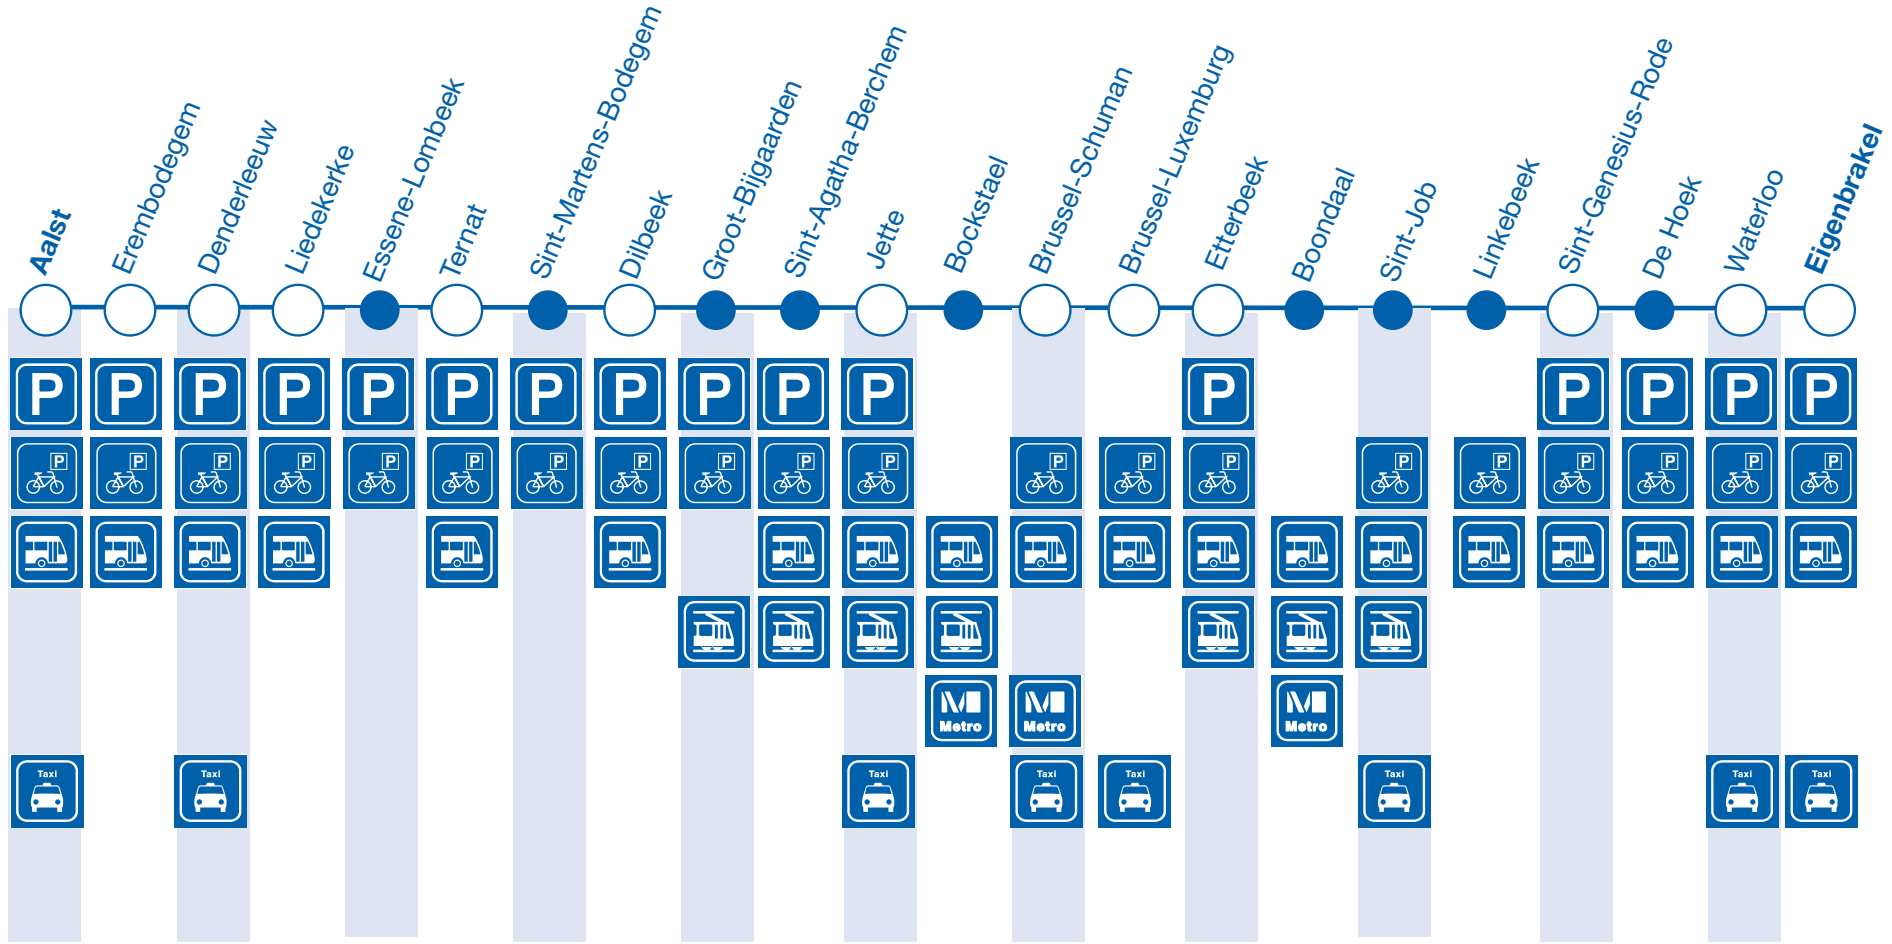 Aalst
Erembodegem
Denderleeuw
Liedekerke
Essene-Lombeek
Ternat
Sint-Martens-Bodegem
Dilbeek
Groot-Bijgaarden
Sint-Agatha-Berchem
Jette
Bockstael
Brussel-Schuman
Brussel-Luxemburg
Etterbeek
Boondaal
Sint-Job
Linkebeek
Sint-Genesius-Rode
De Hoek
Waterloo
Eigenbrakel
P P P P P P P P P P P P P P P P
P P P P P P P P P P P P P P P P P P P P
Metro Metro Metro
Taxi Taxi Taxi Taxi Taxi Taxi Taxi Taxi